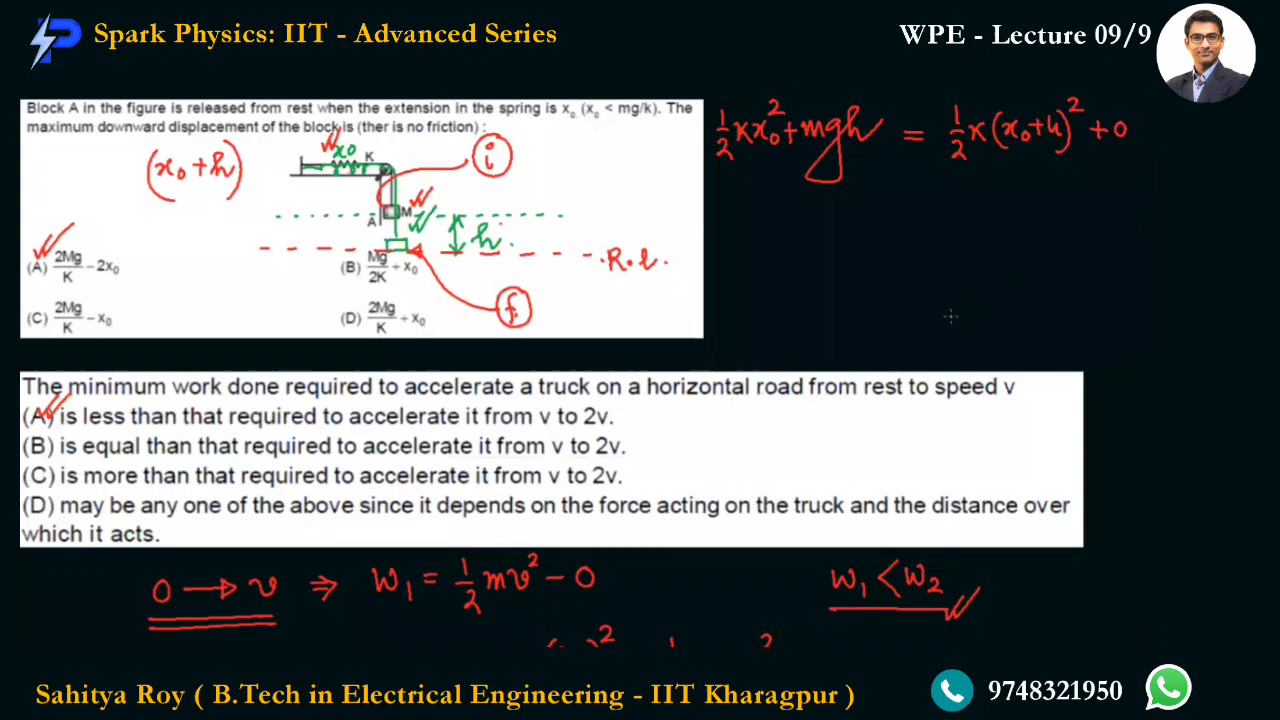 Spark Physics: IIT - Advanced Series
WPE - Lecture 09/9
Block A in the figure is released from rest when the extension in the spring is x₀. (x₀ < mg/k). The
maximum downward displacement of the block is (ther is no friction) :
(x₀ + h)
x0
K
i
M
A
h
R.l.
f
(A) 2Mg/K − 2x₀
(B) Mg/2K + x₀
(C) 2Mg/K − x₀
(D) 2Mg/K + x₀
½ K x₀² + mgh = ½ K (x₀ + h)² + 0
The minimum work done required to accelerate a truck on a horizontal road from rest to speed v
(A) is less than that required to accelerate it from v to 2v.
(B) is equal than that required to accelerate it from v to 2v.
(C) is more than that required to accelerate it from v to 2v.
(D) may be any one of the above since it depends on the force acting on the truck and the distance over
which it acts.
0 → v ⇒ W₁ = ½ mv² − 0
W₁ < W₂
Sahitya Roy ( B.Tech in Electrical Engineering - IIT Kharagpur )
9748321950